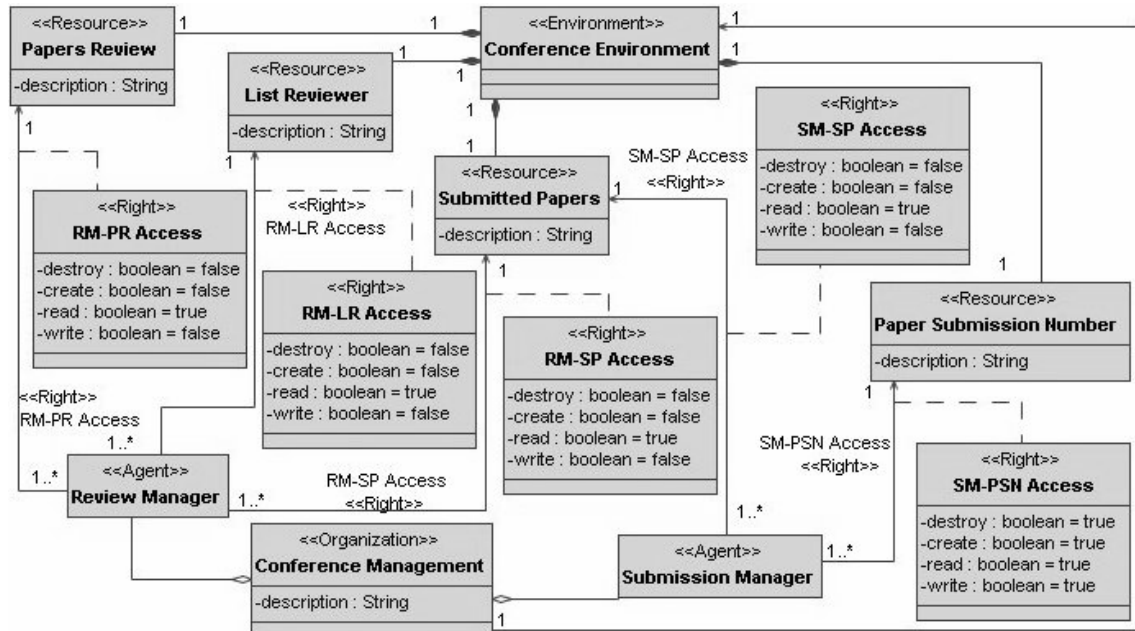 <<Resource>>
Papers Review
-description : String
1
1
<<Environment>>
Conference Environment
1
1
<<Resource>>
List Reviewer
-description : String
1
1
1
1
1
1
<<Right>>
SM-SP Access
-destroy : boolean = false
-create : boolean = false
-read : boolean = true
-write : boolean = false
SM-SP Access
<<Right>>
<<Resource>>
Submitted Papers
-description : String
1
1
1
<<Right>>
RM-PR Access
-destroy : boolean = false
-create : boolean = false
-read : boolean = true
-write : boolean = false
<<Right>>
RM-LR Access
<<Right>>
RM-LR Access
-destroy : boolean = false
-create : boolean = false
-read : boolean = true
-write : boolean = false
1
<<Resource>>
Paper Submission Number
-description : String
1
<<Right>>
RM-SP Access
-destroy : boolean = false
-create : boolean = false
-read : boolean = true
-write : boolean = false
<<Right>>
RM-PR Access
1..*
1..*
<<Agent>>
Review Manager
RM-SP Access
1..*
<<Right>>
SM-PSN Access
<<Right>>
<<Right>>
SM-PSN Access
-destroy : boolean = true
-create : boolean = true
-read : boolean = true
-write : boolean = true
1..*
1..*
<<Agent>>
Submission Manager
<<Organization>>
Conference Management
-description : String
1